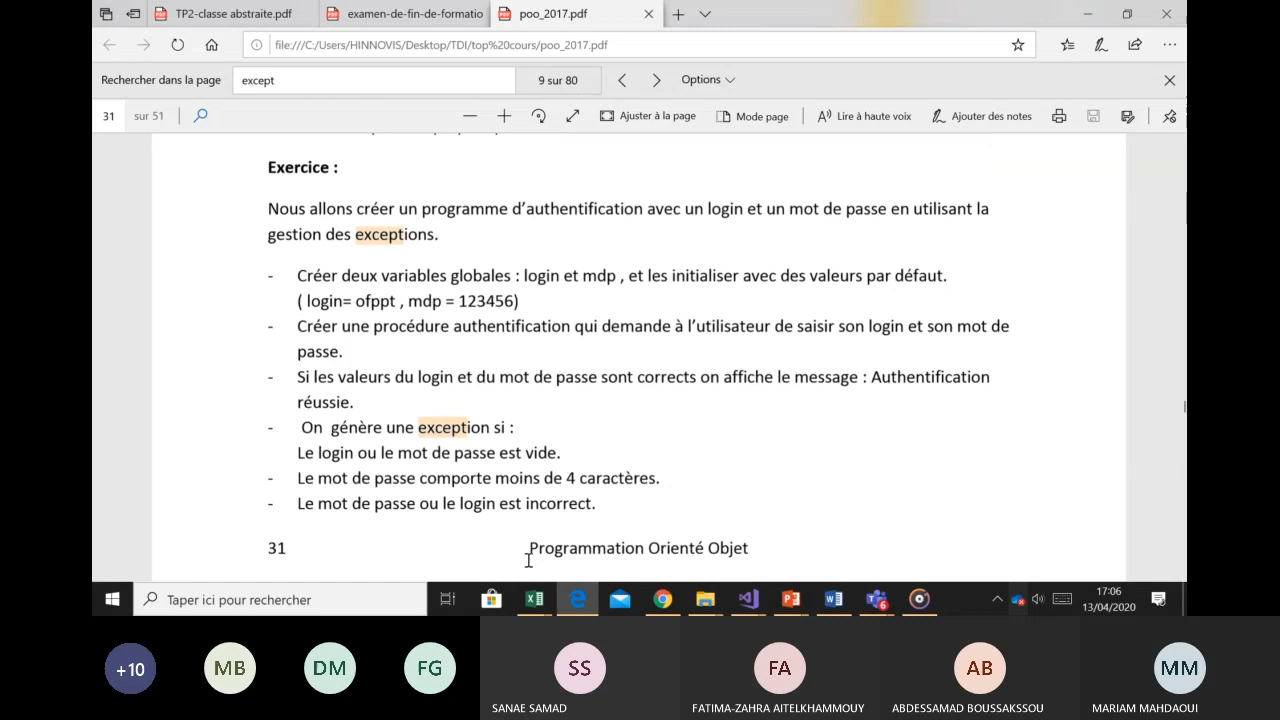 TP2-classe abstraite.pdf
examen-de-fin-de-formatio
poo_2017.pdf
file:///C:/Users/HINNOVIS/Desktop/TDI/top%20cours/poo_2017.pdf
Rechercher dans la page
except
9 sur 80
Options
31
sur 51
Ajuster à la page
Mode page
Lire à haute voix
Ajouter des notes
Exercice :
Nous allons créer un programme d'authentification avec un login et un mot de passe en utilisant la
gestion des exceptions.
- Créer deux variables globales : login et mdp , et les initialiser avec des valeurs par défaut.
( login= ofppt , mdp = 123456)
- Créer une procédure authentification qui demande à l'utilisateur de saisir son login et son mot de
passe.
- Si les valeurs du login et du mot de passe sont corrects on affiche le message : Authentification
réussie.
- On génère une exception si :
Le login ou le mot de passe est vide.
- Le mot de passe comporte moins de 4 caractères.
- Le mot de passe ou le login est incorrect.
31 Programmation Orienté Objet
Taper ici pour rechercher
6
17:06
13/04/2020
+10
MB
DM
FG
SS
FA
AB
MM
SANAE SAMAD
FATIMA-ZAHRA AITELKHAMMOUY
ABDESSAMAD BOUSSAKSSOU
MARIAM MAHDAOUI